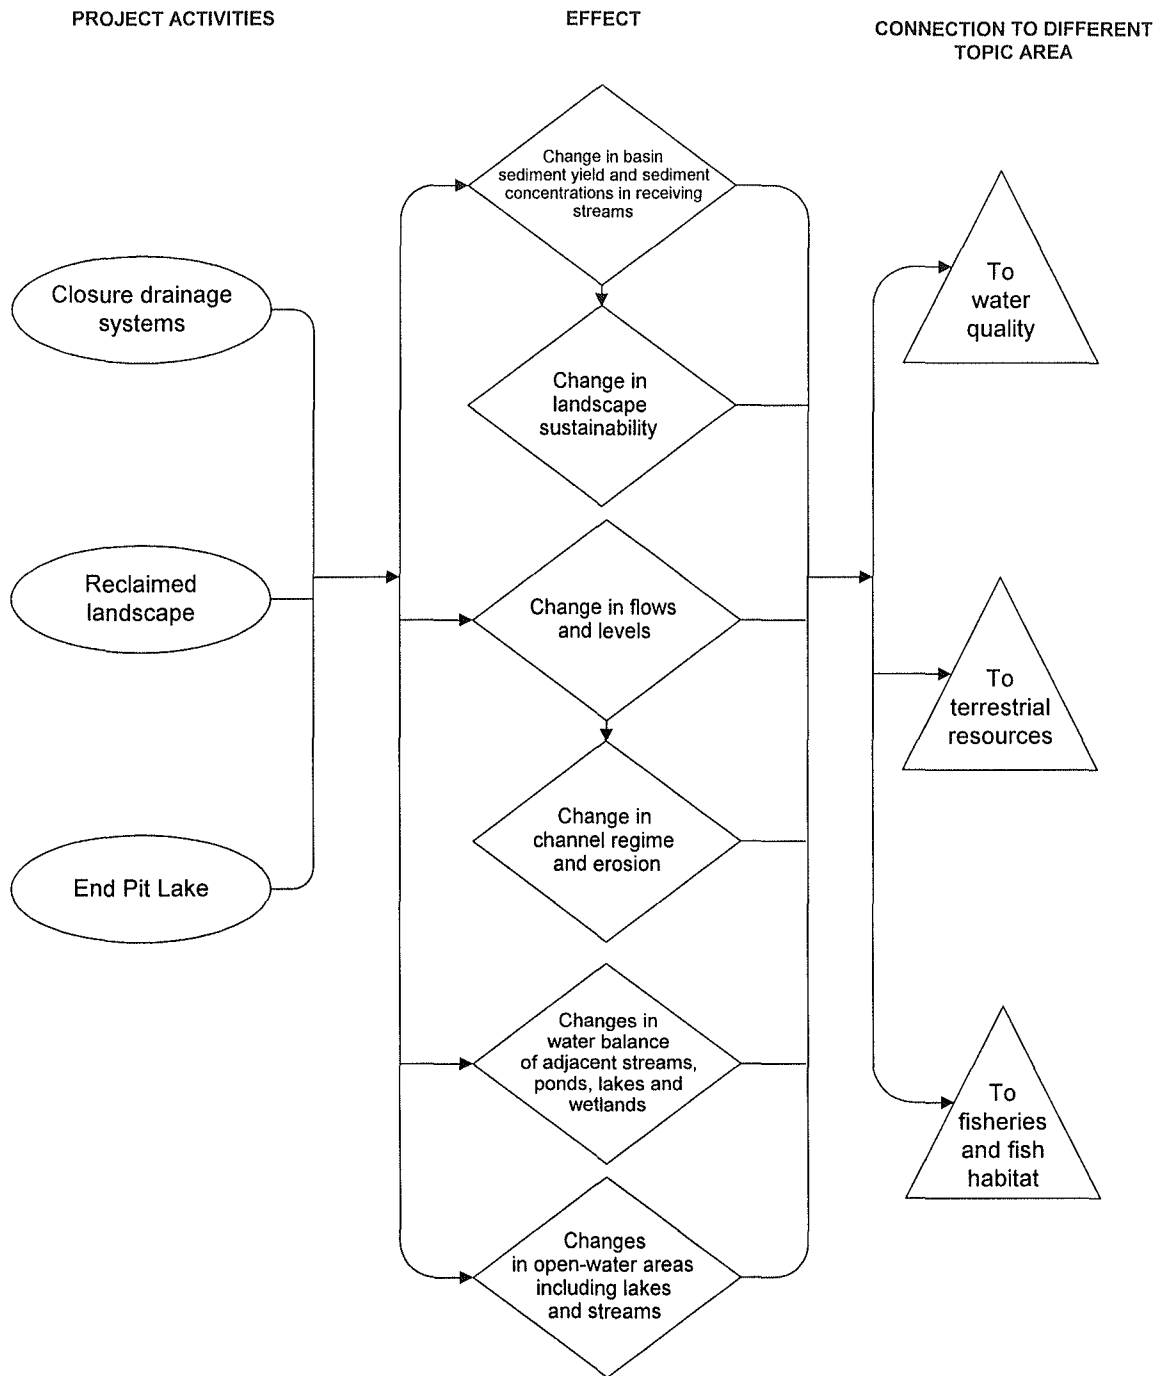 PROJECT ACTIVITIES
EFFECT
CONNECTION TO DIFFERENT
TOPIC AREA
Closure drainage
systems
Reclaimed
landscape
End Pit Lake
Change in basin
sediment yield and sediment
concentrations in receiving
streams
Change in
landscape
sustainability
Change in flows
and levels
Change in
channel regime
and erosion
Changes in
water balance
of adjacent streams,
ponds, lakes and
wetlands
Changes
in open-water areas
including lakes
and streams
To
water
quality
To
terrestrial
resources
To
fisheries
and fish
habitat